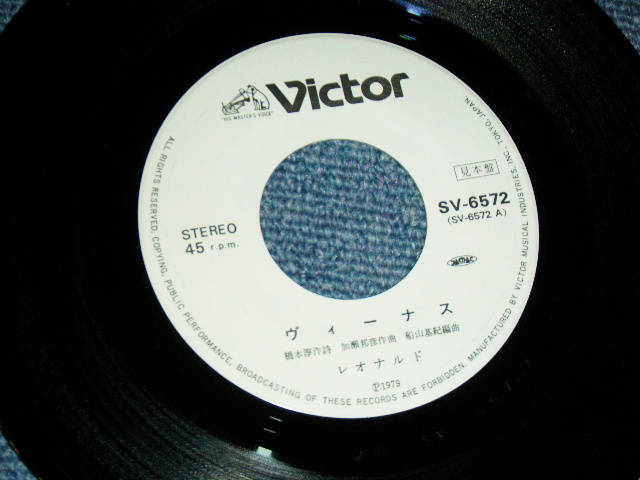 Victor
"HIS MASTER'S VOICE"
見本盤
SV-6572
(SV-6572 A)
STEREO
45 r.p.m.
JASRAC
ヴィーナス
橋本淳作詩 加瀬邦彦作曲 船山基紀編曲
レオナルド
Ⓟ1979
ALL RIGHTS RESERVED, COPYING, PUBLIC PERFORMANCE, BROADCASTING OF THESE RECORDS ARE FORBIDDEN. MANUFACTURED BY VICTOR MUSICAL INDUSTRIES, INC., TOKYO, JAPAN.